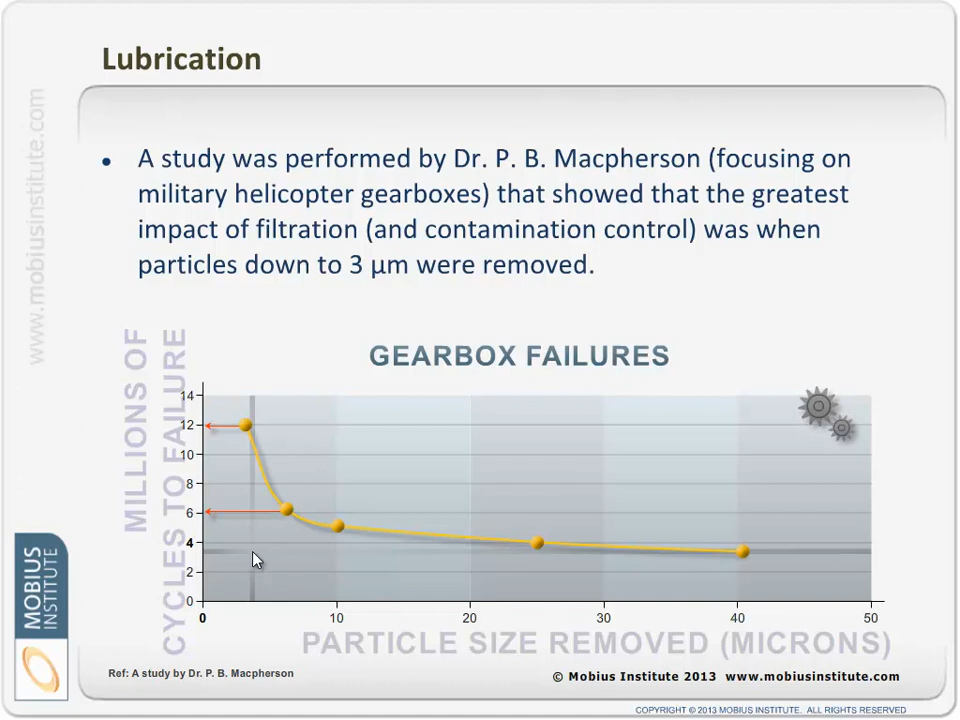 Lubrication
www.mobiusinstitute.com
• A study was performed by Dr. P. B. Macpherson (focusing on
military helicopter gearboxes) that showed that the greatest
impact of filtration (and contamination control) was when
particles down to 3 µm were removed.
GEARBOX FAILURES
MILLIONS OF
CYCLES TO FAILURE
14
12
10
8
6
4
2
0
0 10 20 30 40 50
PARTICLE SIZE REMOVED (MICRONS)
MOBIUS
INSTITUTE
Ref: A study by Dr. P. B. Macpherson
© Mobius Institute 2013 www.mobiusinstitute.com
COPYRIGHT © 2013 MOBIUS INSTITUTE. ALL RIGHTS RESERVED